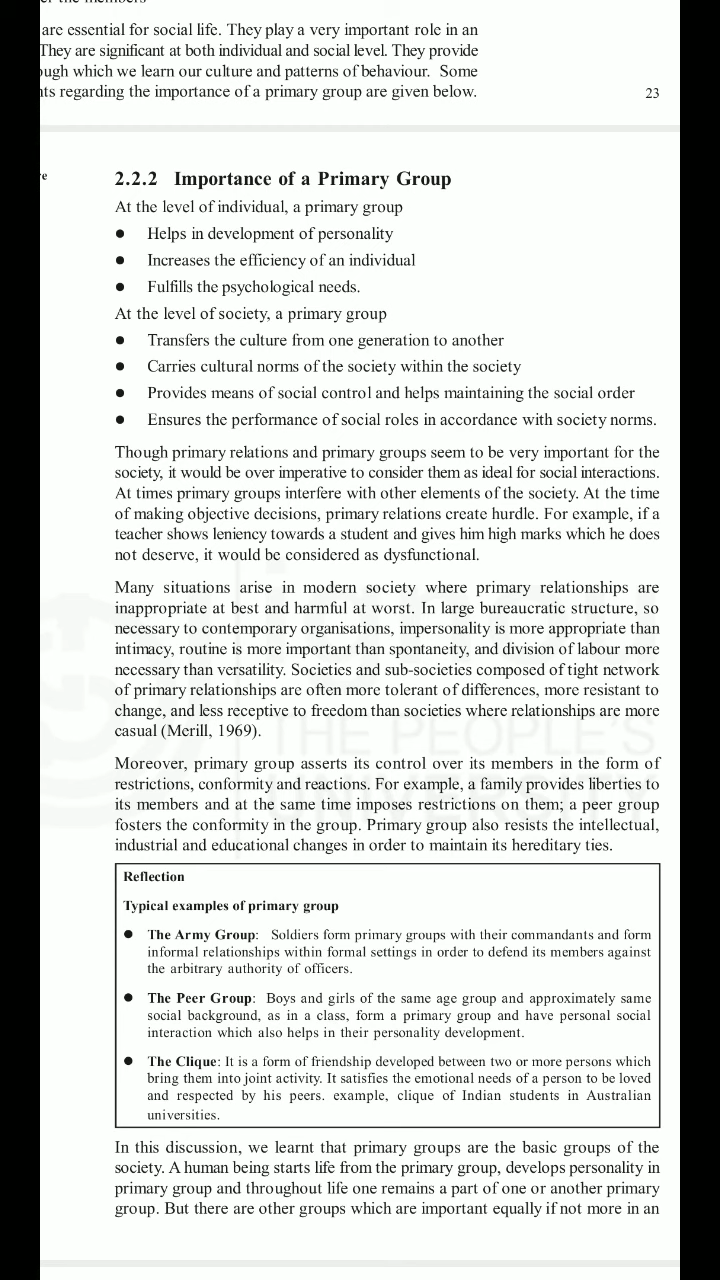 er the members
are essential for social life. They play a very important role in an
They are significant at both individual and social level. They provide
ough which we learn our culture and patterns of behaviour. Some
nts regarding the importance of a primary group are given below.
23
re
2.2.2 Importance of a Primary Group
At the level of individual, a primary group
● Helps in development of personality
● Increases the efficiency of an individual
● Fulfills the psychological needs.
At the level of society, a primary group
● Transfers the culture from one generation to another
● Carries cultural norms of the society within the society
● Provides means of social control and helps maintaining the social order
● Ensures the performance of social roles in accordance with society norms.
Though primary relations and primary groups seem to be very important for the
society, it would be over imperative to consider them as ideal for social interactions.
At times primary groups interfere with other elements of the society. At the time
of making objective decisions, primary relations create hurdle. For example, if a
teacher shows leniency towards a student and gives him high marks which he does
not deserve, it would be considered as dysfunctional.
Many situations arise in modern society where primary relationships are
inappropriate at best and harmful at worst. In large bureaucratic structure, so
necessary to contemporary organisations, impersonality is more appropriate than
intimacy, routine is more important than spontaneity, and division of labour more
necessary than versatility. Societies and sub-societies composed of tight network
of primary relationships are often more tolerant of differences, more resistant to
change, and less receptive to freedom than societies where relationships are more
casual (Merill, 1969).
THE PEOPLE'S
UNIVERSITY
Moreover, primary group asserts its control over its members in the form of
restrictions, conformity and reactions. For example, a family provides liberties to
its members and at the same time imposes restrictions on them; a peer group
fosters the conformity in the group. Primary group also resists the intellectual,
industrial and educational changes in order to maintain its hereditary ties.
Reflection
Typical examples of primary group
● The Army Group: Soldiers form primary groups with their commandants and form
informal relationships within formal settings in order to defend its members against
the arbitrary authority of officers.
● The Peer Group: Boys and girls of the same age group and approximately same
social background, as in a class, form a primary group and have personal social
interaction which also helps in their personality development.
● The Clique: It is a form of friendship developed between two or more persons which
bring them into joint activity. It satisfies the emotional needs of a person to be loved
and respected by his peers. example, clique of Indian students in Australian
universities.
In this discussion, we learnt that primary groups are the basic groups of the
society. A human being starts life from the primary group, develops personality in
primary group and throughout life one remains a part of one or another primary
group. But there are other groups which are important equally if not more in an